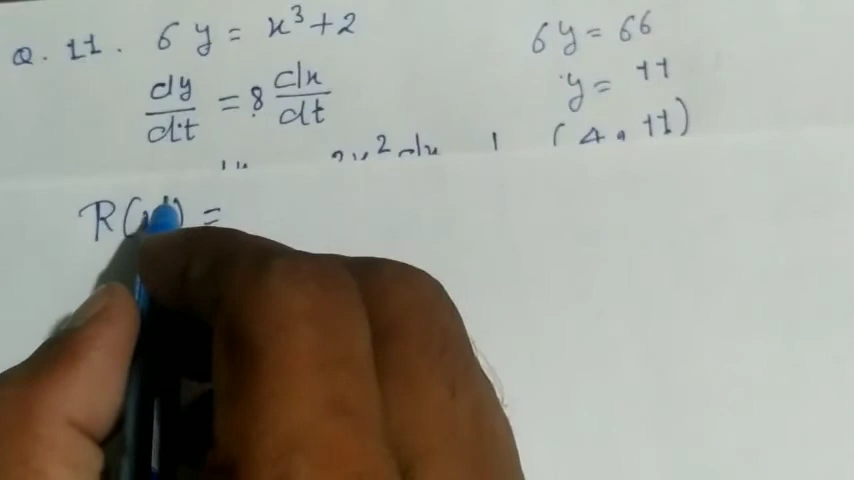 Q. 11. 6y = x³+2
dy/dt = 8 dx/dt
6y = 66
y = 11
(4, 11)
R(x) =